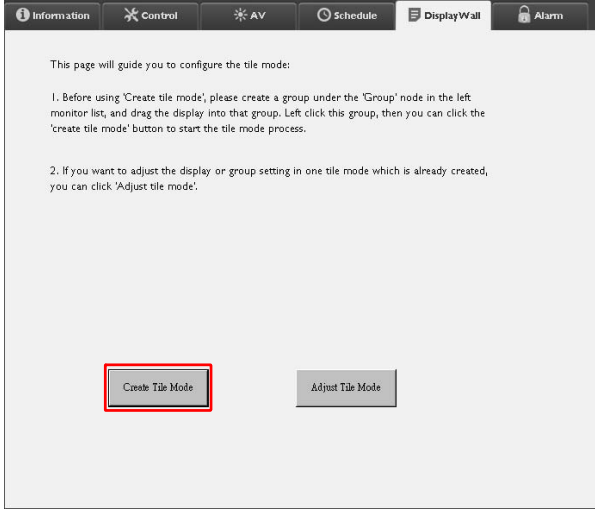 Information Control AV Schedule DisplayWall Alarm
This page will guide you to configure the tile mode:
1. Before using 'Create tile mode', please create a group under the 'Group' node in the left
monitor list, and drag the display into that group. Left click this group, then you can click the
'create tile mode' button to start the tile mode process.
2. If you want to adjust the display or group setting in one tile mode which is already created,
you can click 'Adjust tile mode'.
Create Tile Mode Adjust Tile Mode